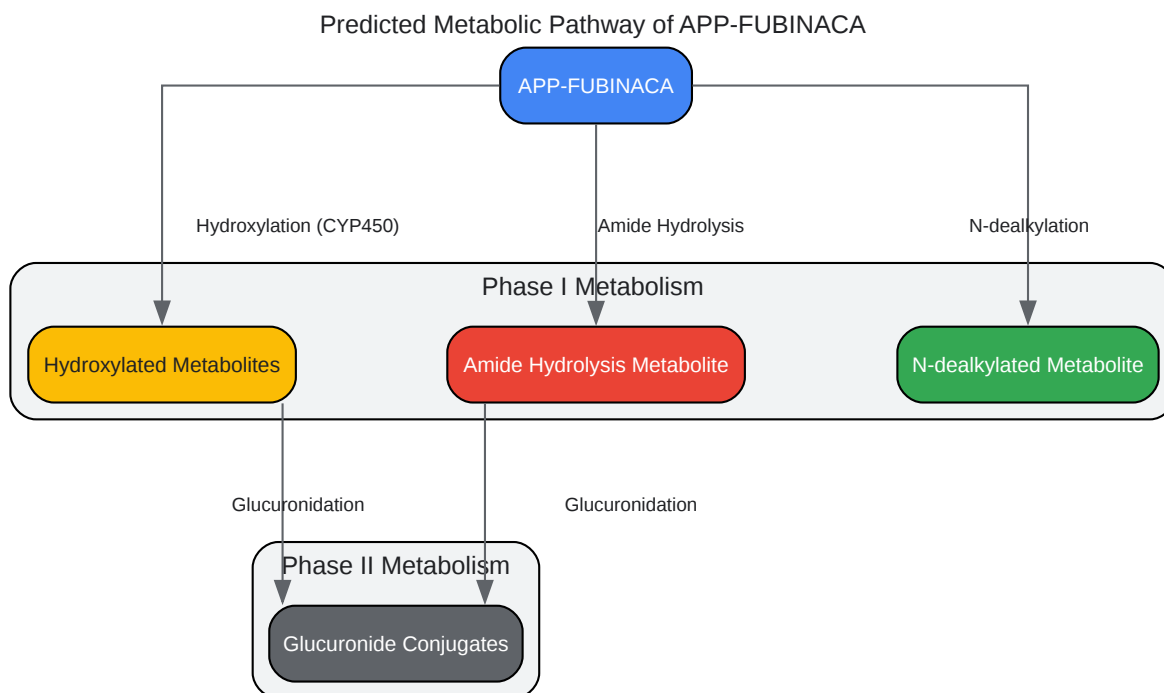 Predicted Metabolic Pathway of APP-FUBINACA
APP-FUBINACA
Hydroxylation (CYP450)
Amide Hydrolysis
N-dealkylation
Phase I Metabolism
Hydroxylated Metabolites
Amide Hydrolysis Metabolite
N-dealkylated Metabolite
Glucuronidation
Glucuronidation
Phase II Metabolism
Glucuronide Conjugates